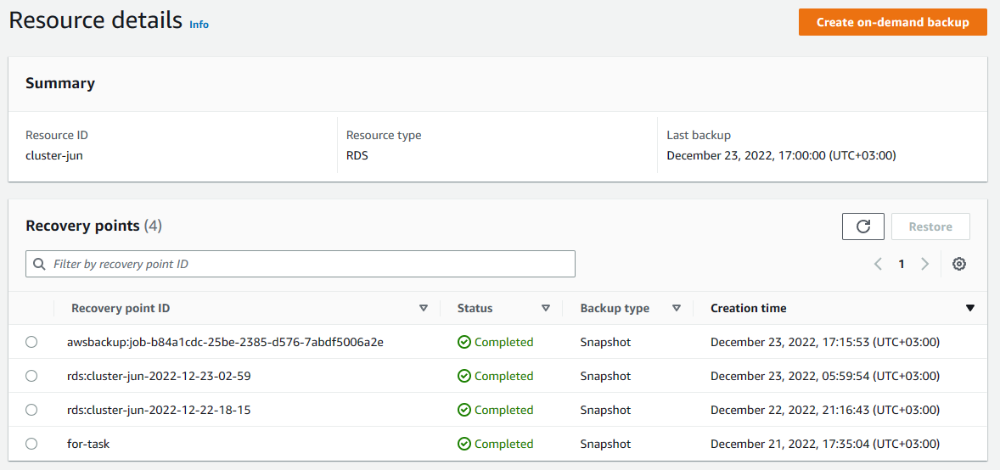 Resource details Info
Create on-demand backup
Summary
Resource ID Resource type Last backup
cluster-jun RDS December 23, 2022, 17:00:00 (UTC+03:00)
Recovery points (4)
Restore
Filter by recovery point ID
1
Recovery point ID Status Backup type Creation time
awsbackup:job-b84a1cdc-25be-2385-d576-7abdf5006a2e Completed Snapshot December 23, 2022, 17:15:53 (UTC+03:00)
rds:cluster-jun-2022-12-23-02-59 Completed Snapshot December 23, 2022, 05:59:54 (UTC+03:00)
rds:cluster-jun-2022-12-22-18-15 Completed Snapshot December 22, 2022, 21:16:43 (UTC+03:00)
for-task Completed Snapshot December 21, 2022, 17:35:04 (UTC+03:00)